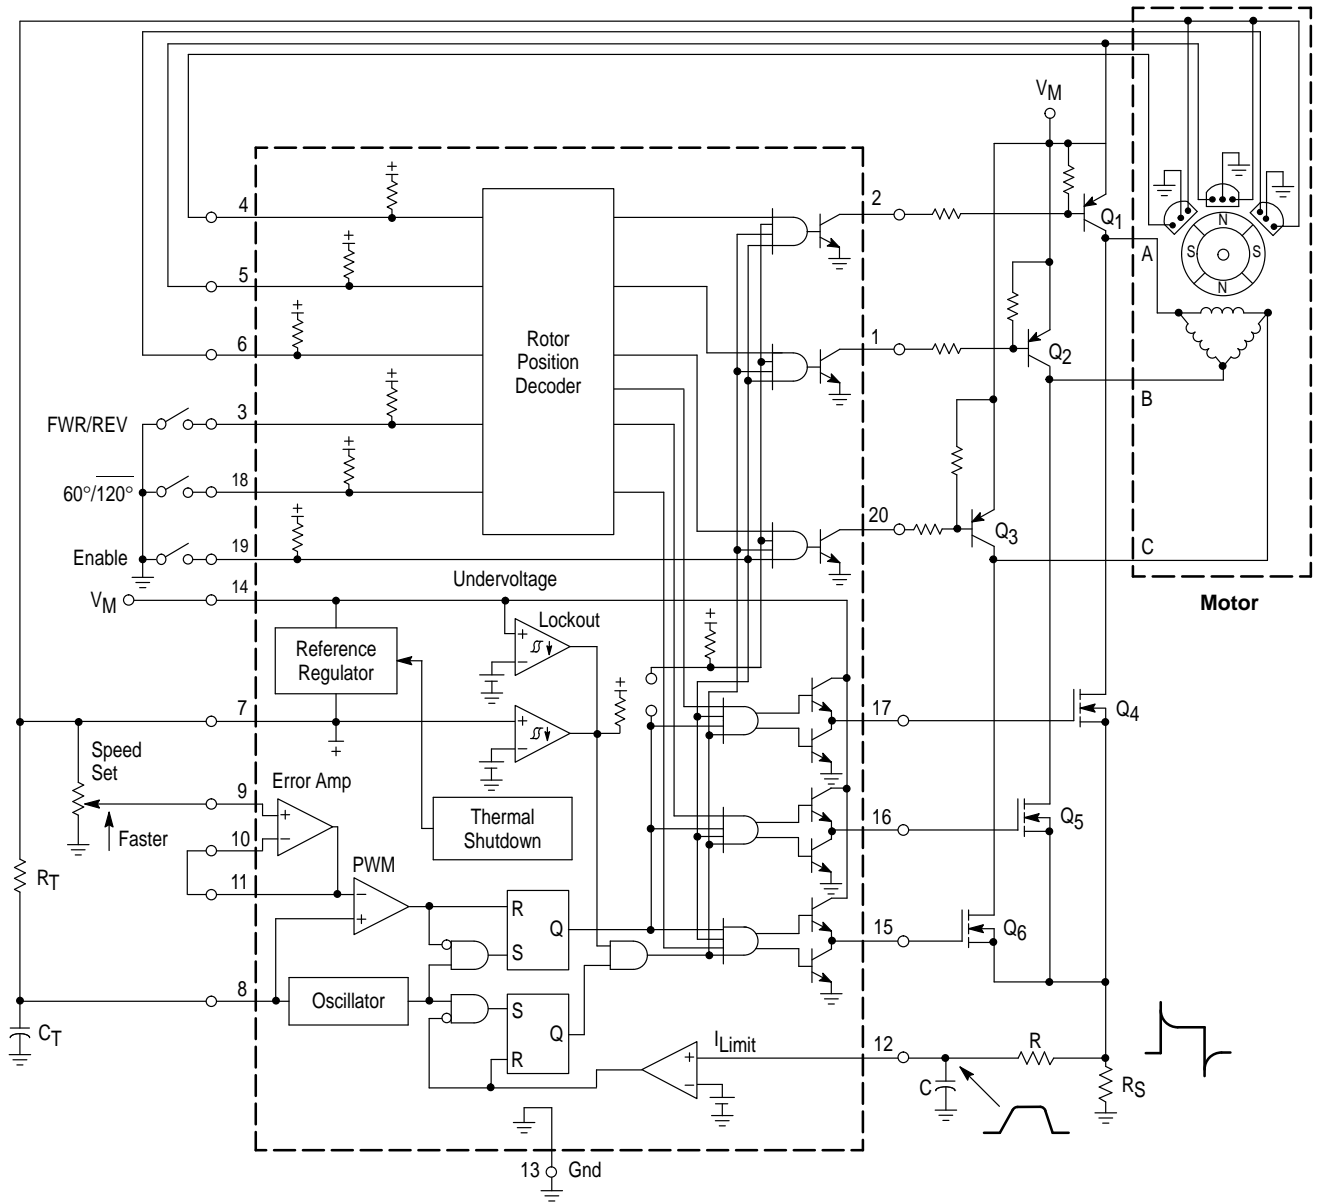 VM
4
2
Q1
A
N
S
S
N
5
6
Rotor
Position
Decoder
1
Q2
B
FWR/REV
3
60°/120°
18
20
Q3
C
Enable
19
Undervoltage
VM
14
Lockout
Motor
Reference
Regulator
7
17
Q4
Speed
Set
Error Amp
9
Faster
Thermal
Shutdown
16
Q5
10
11
RT
PWM
R
Q
S
15
Q6
8
Oscillator
CT
S
Q
R
ILimit
12
R
C
RS
13
Gnd